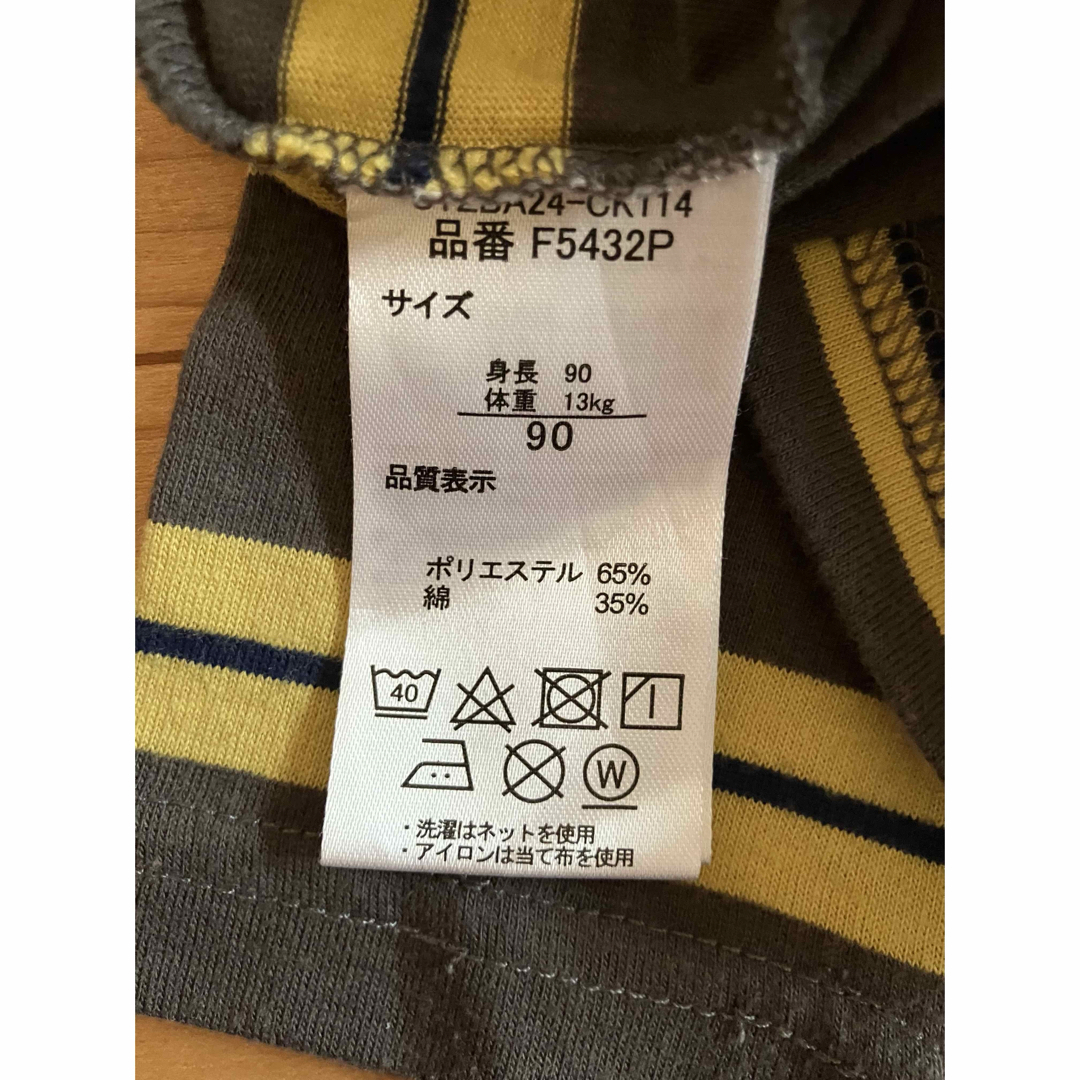 品番 F5432P
サイズ
身長 90
体重 13kg
90
品質表示
ポリエステル 65%
綿 35%
40
W
・洗濯はネットを使用
・アイロンは当て布を使用